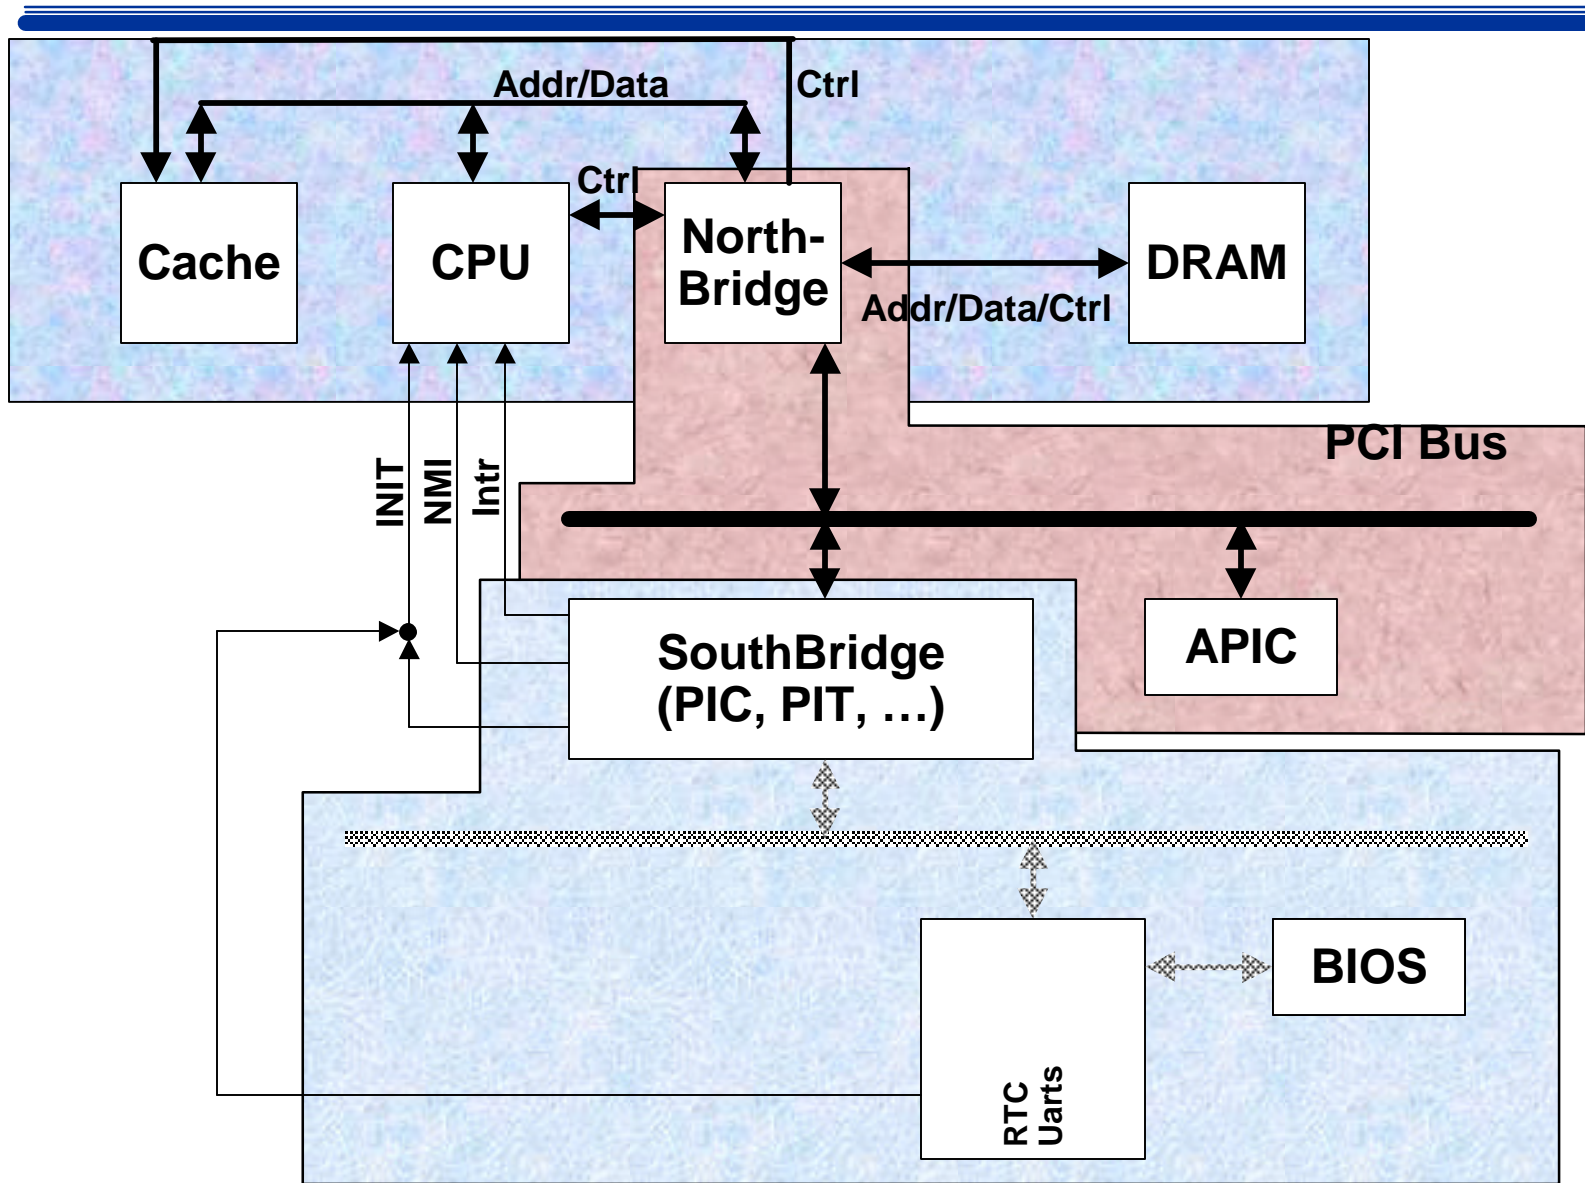 Addr/Data
Ctrl
Ctrl
Cache
CPU
North-
Bridge
DRAM
Addr/Data/Ctrl
PCI Bus
INIT
NMI
Intr
SouthBridge
(PIC, PIT, …)
APIC
BIOS
RTC
Uarts